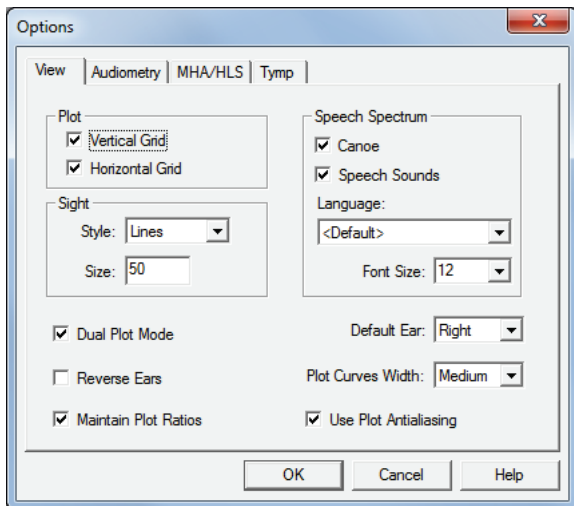 Options
View Audiometry MHA/HLS Tymp
Plot
Vertical Grid
Horizontal Grid
Sight
Style: Lines
Size: 50
Speech Spectrum
Canoe
Speech Sounds
Language:
<Default>
Font Size: 12
Dual Plot Mode
Default Ear: Right
Reverse Ears
Plot Curves Width: Medium
Maintain Plot Ratios
Use Plot Antialiasing
OK Cancel Help